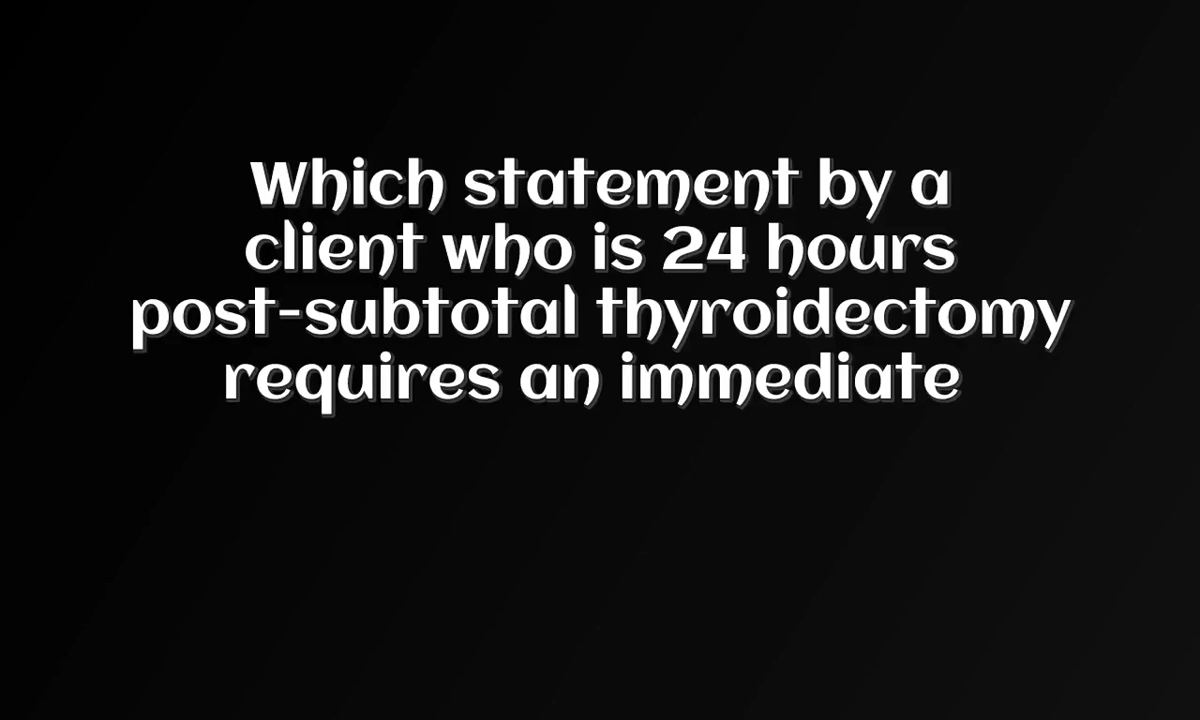 Which statement by a
client who is 24 hours
post-subtotal thyroidectomy
requires an immediate